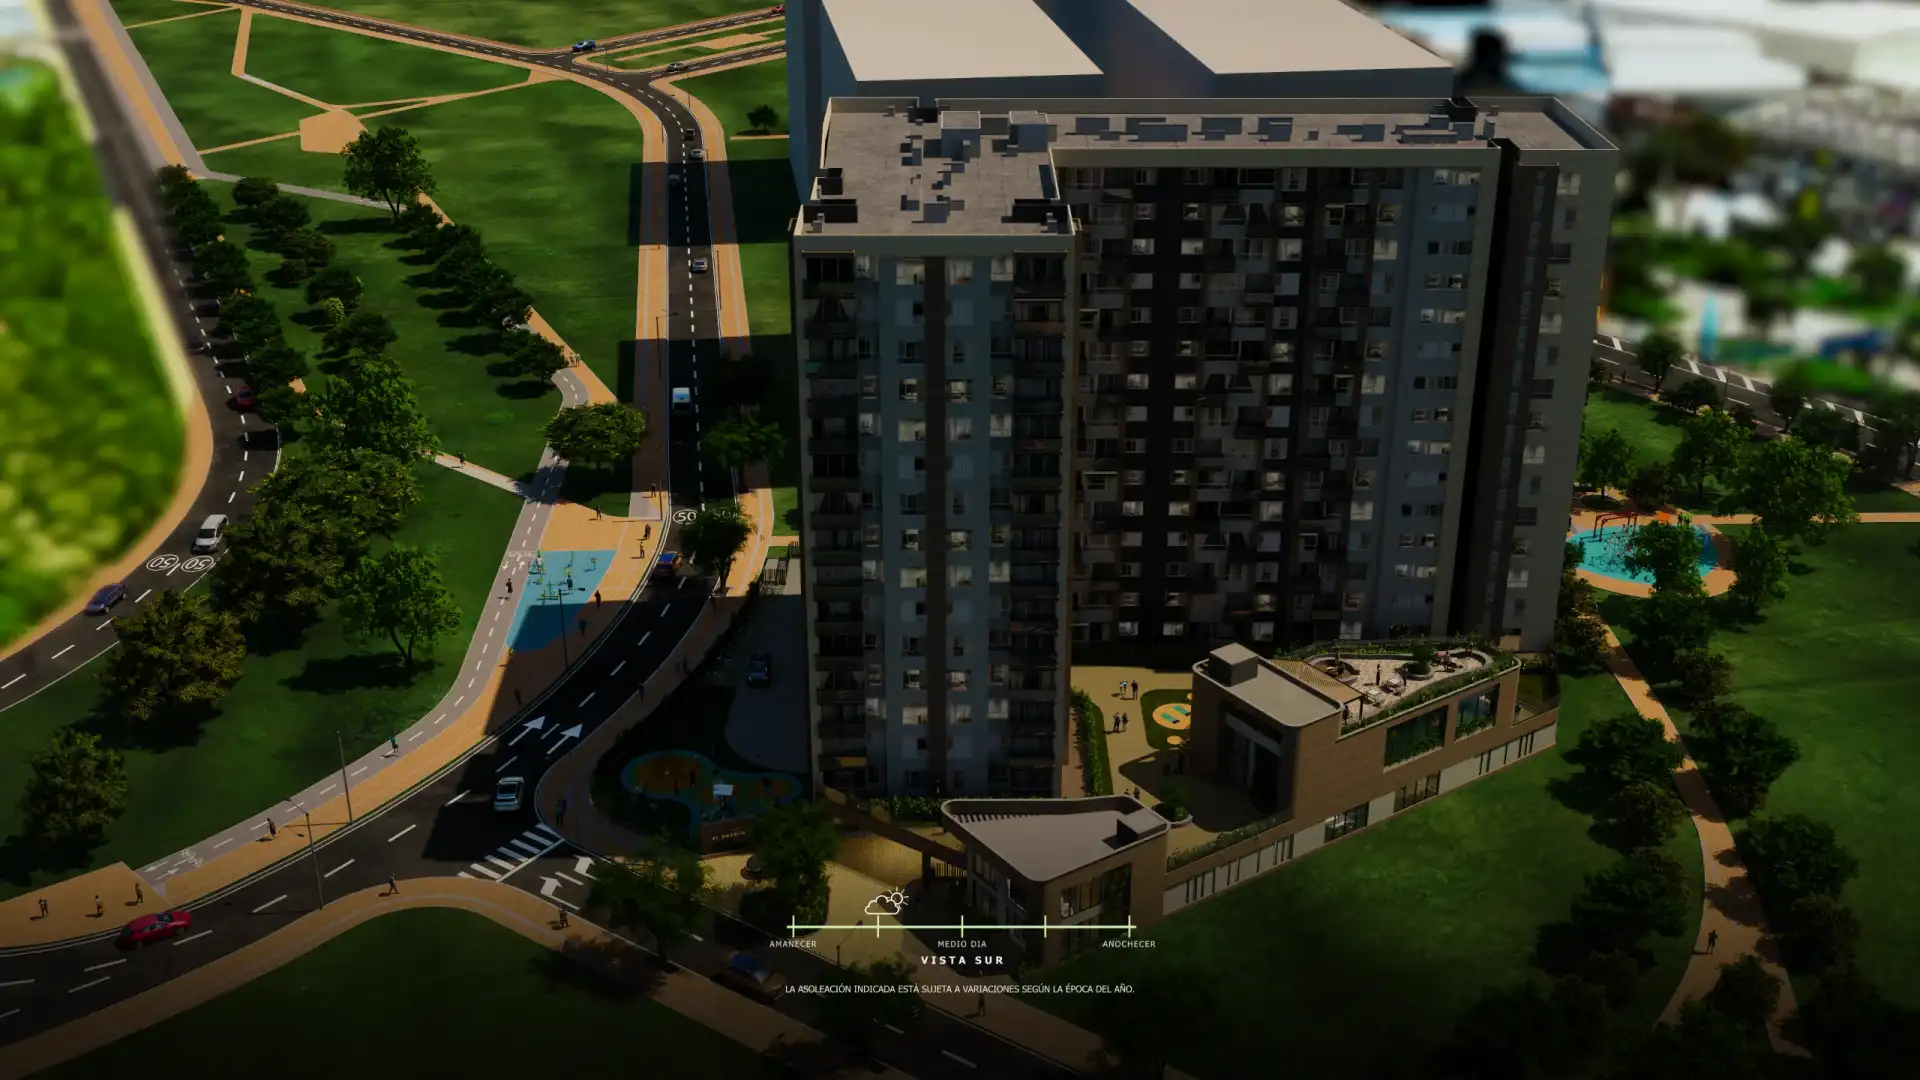 50
50
50/50
AMANECER
MEDIO DIA
ANOCHECER
VISTA SUR
LA ASOLEACIÓN INDICADA ESTÁ SUJETA A VARIACIONES SEGÚN LA ÉPOCA DEL AÑO.